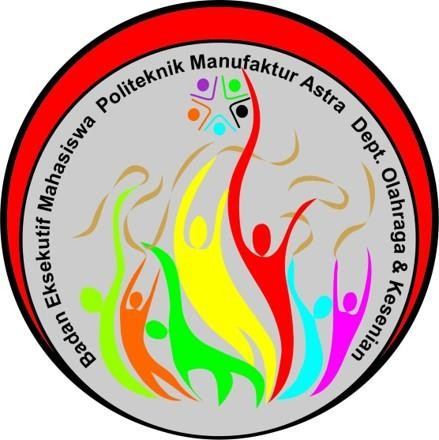 Badan Eksekutif Mahasiswa Politeknik Manufaktur Astra Dept. Olahraga & Kesenian